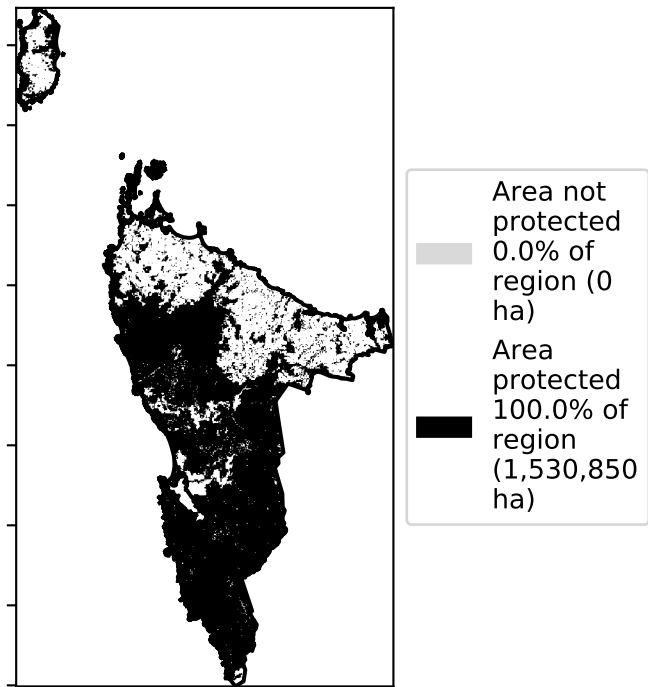 Area not
protected
0.0% of
region (0
ha)
Area
protected
100.0% of
region
(1,530,850
ha)